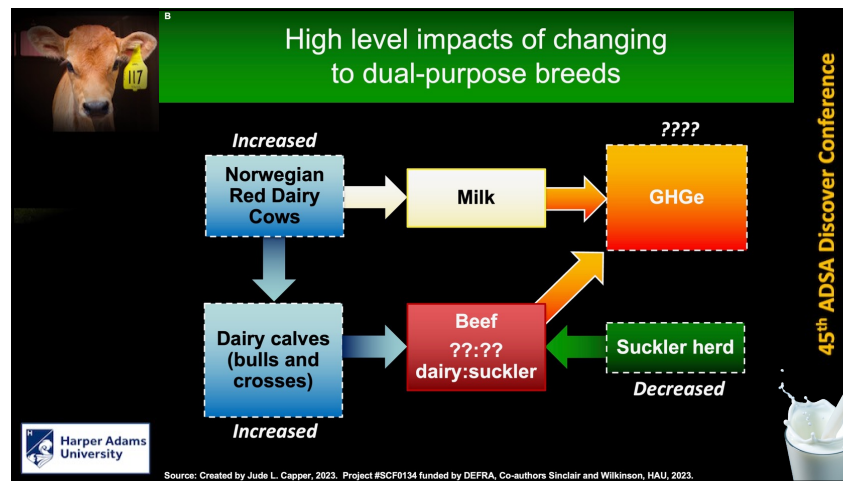 B
117
High level impacts of changing
to dual-purpose breeds
45th ADSA Discover Conference
Increased
Norwegian
Red Dairy
Cows
Milk
????
GHGe
Dairy calves
(bulls and
crosses)
Increased
Beef
??:??
dairy:suckler
Suckler herd
Decreased
H
Harper Adams
University
Source: Created by Jude L. Capper, 2023. Project #SCF0134 funded by DEFRA, Co-authors Sinclair and Wilkinson, HAU, 2023.